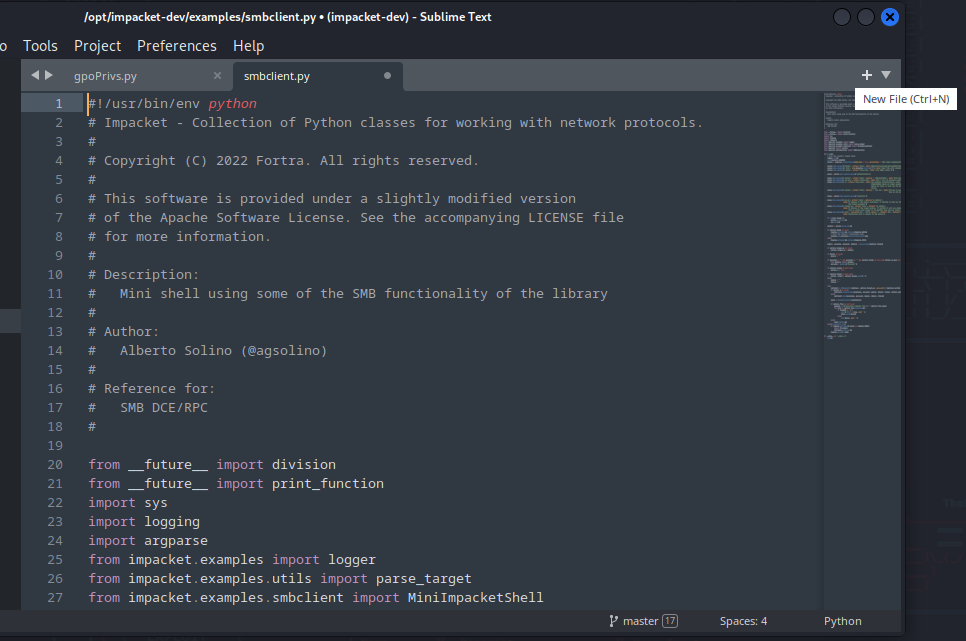 /opt/impacket-dev/examples/smbclient.py • (impacket-dev) - Sublime Text
o Tools Project Preferences Help
gpoPrivs.py smbclient.py
New File (Ctrl+N)
1 #!/usr/bin/env python
2 # Impacket - Collection of Python classes for working with network protocols.
3 #
4 # Copyright (C) 2022 Fortra. All rights reserved.
5 #
6 # This software is provided under a slightly modified version
7 # of the Apache Software License. See the accompanying LICENSE file
8 # for more information.
9 #
10 # Description:
11 #   Mini shell using some of the SMB functionality of the library
12 #
13 # Author:
14 #   Alberto Solino (@agsolino)
15 #
16 # Reference for:
17 #   SMB DCE/RPC
18 #
19
20 from __future__ import division
21 from __future__ import print_function
22 import sys
23 import logging
24 import argparse
25 from impacket.examples import logger
26 from impacket.examples.utils import parse_target
27 from impacket.examples.smbclient import MiniImpacketShell
master 17 Spaces: 4 Python